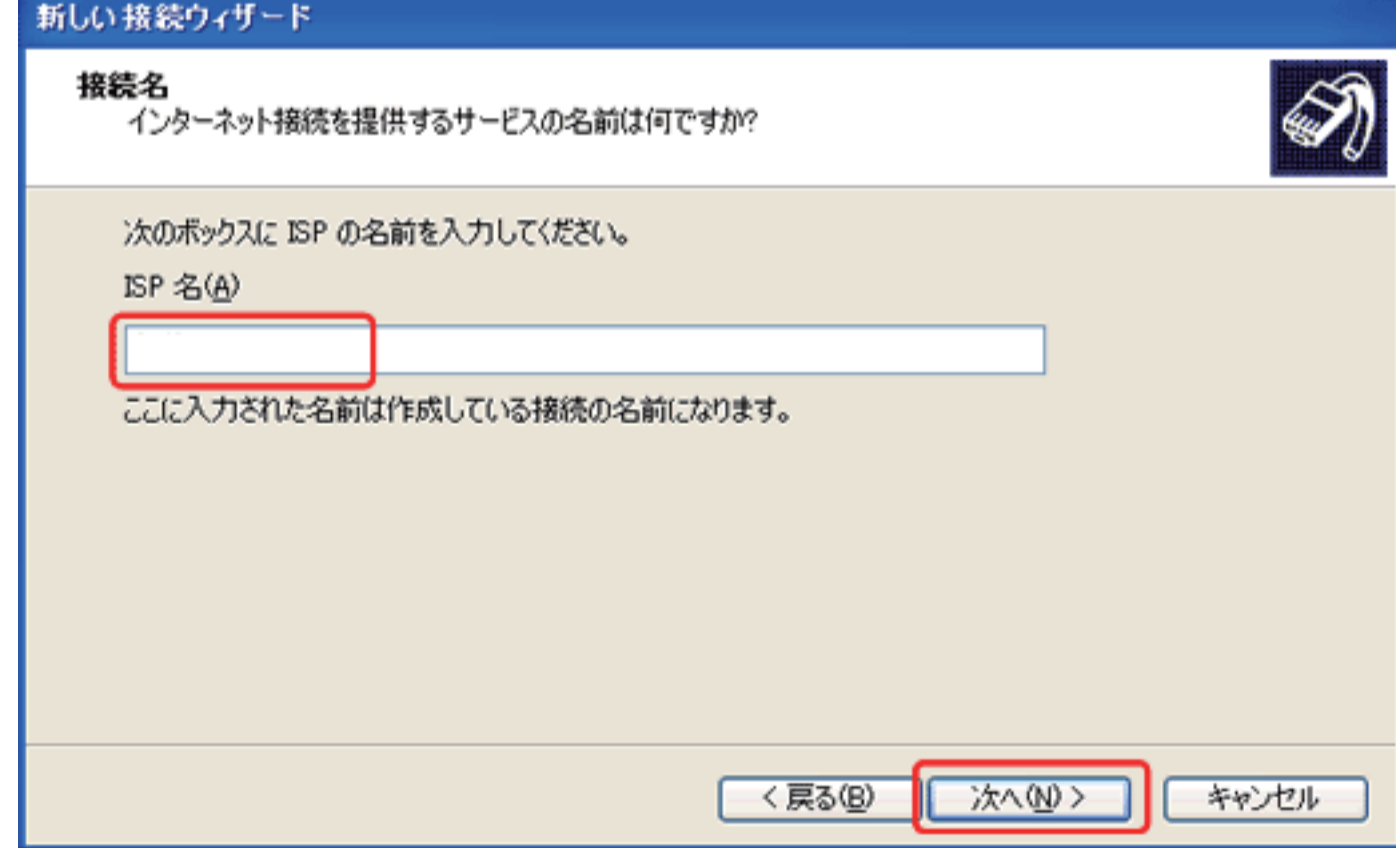 新しい接続ウィザード
接続名
インターネット接続を提供するサービスの名前は何ですか?
次のボックスに ISP の名前を入力してください。
ISP 名(A)
ここに入力された名前は作成している接続の名前になります。
< 戻る(B) 次へ(N) > キャンセル